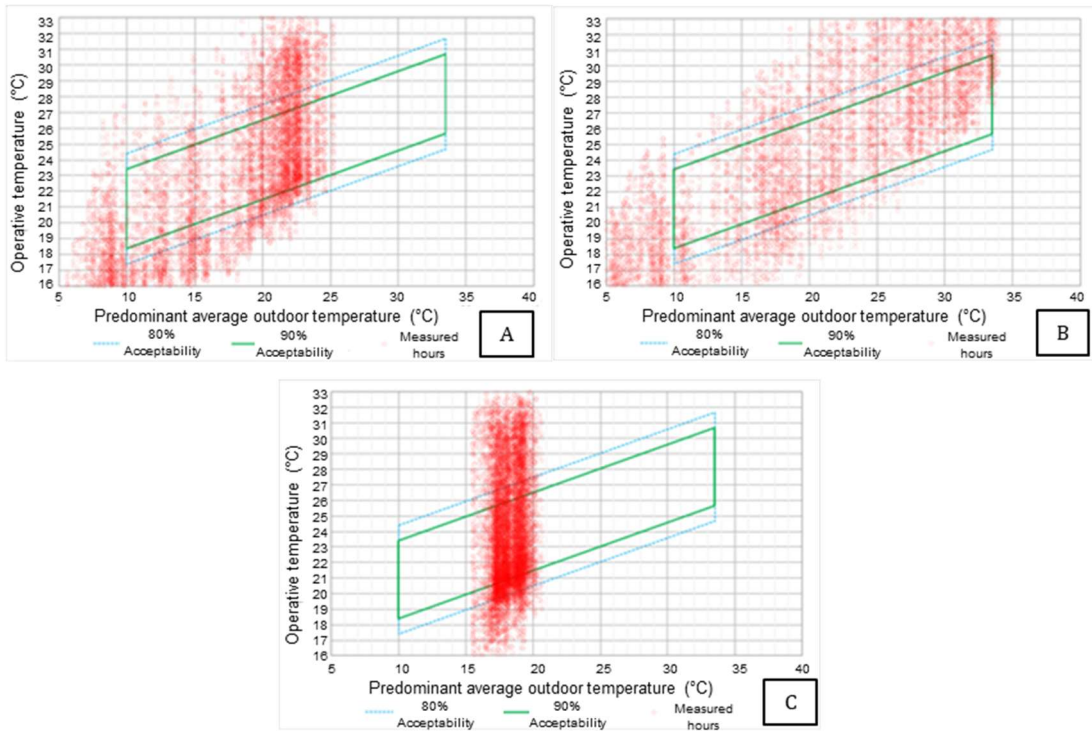 33
32
31
30
29
28
27
26
25
24
23
22
21
20
19
18
17
16
Operative temperature (°C)
5 10 15 20 25 30 35 40
Predominant average outdoor temperature (°C)
80% Acceptability
90% Acceptability
Measured hours
A
33
32
31
30
29
28
27
26
25
24
23
22
21
20
19
18
17
16
Operative temperature (°C)
5 10 15 20 25 30 35 40
Predominant average outdoor temperature (°C)
80% Acceptability
90% Acceptability
Measured hours
B
33
32
31
30
29
28
27
26
25
24
23
22
21
20
19
18
17
16
Operative temperature (°C)
5 10 15 20 25 30 35 40
Predominant average outdoor temperature (°C)
80% Acceptability
90% Acceptability
Measured hours
C